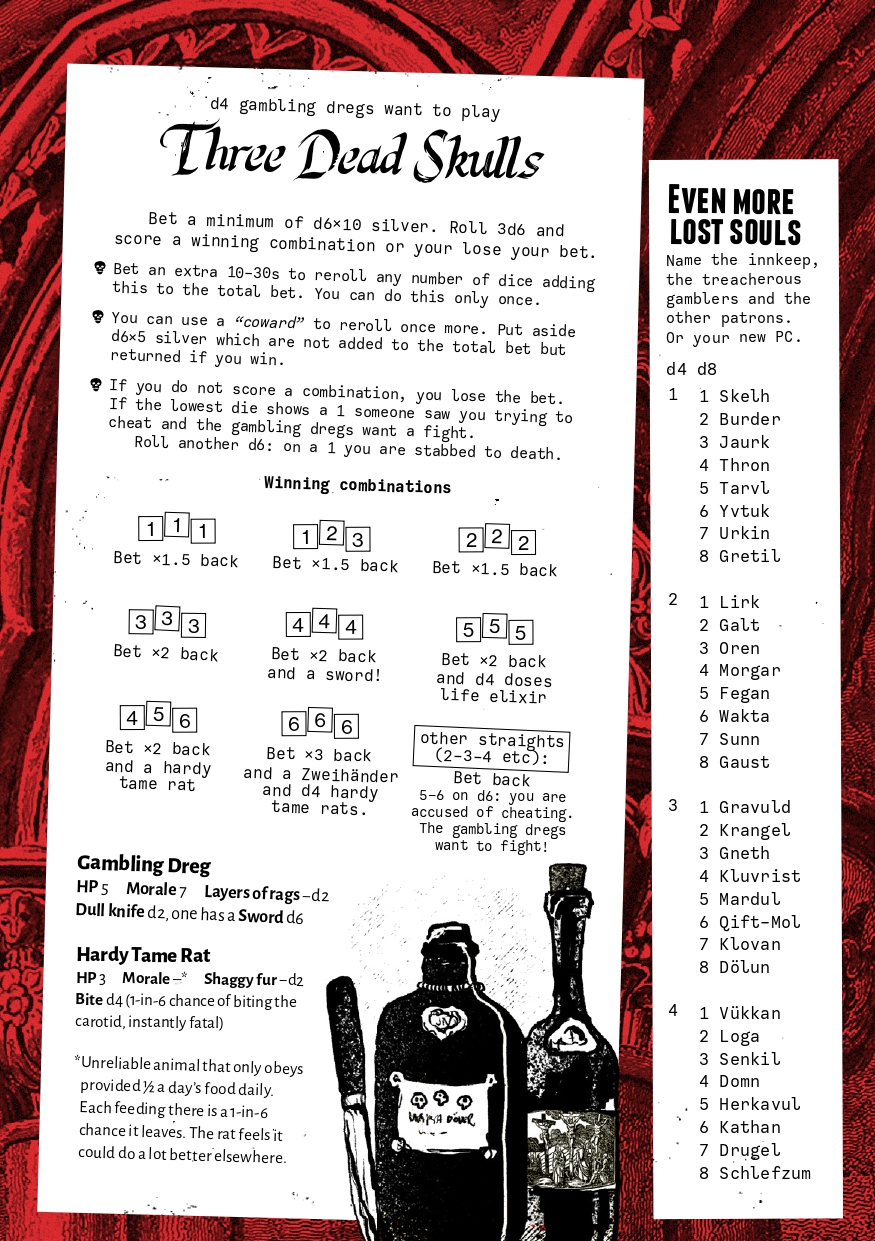 d4 gambling dregs want to play
Three Dead Skulls
Bet a minimum of d6×10 silver. Roll 3d6 and
score a winning combination or your lose your bet.
Bet an extra 10–30s to reroll any number of dice adding
this to the total bet. You can do this only once.
You can use a “coward” to reroll once more. Put aside
d6×5 silver which are not added to the total bet but
returned if you win.
If you do not score a combination, you lose the bet.
If the lowest die shows a 1 someone saw you trying to
cheat and the gambling dregs want a fight.
Roll another d6: on a 1 you are stabbed to death.
Winning combinations
1 1 1
Bet ×1.5 back
1 2 3
Bet ×1.5 back
2 2 2
Bet ×1.5 back
3 3 3
Bet ×2 back
4 4 4
Bet ×2 back
and a sword!
5 5 5
Bet ×2 back
and d4 doses
life elixir
4 5 6
Bet ×2 back
and a hardy
tame rat
6 6 6
Bet ×3 back
and a Zweihänder
and d4 hardy
tame rats.
other straights
(2–3–4 etc):
Bet back
5–6 on d6: you are
accused of cheating.
The gambling dregs
want to fight!
Gambling Dreg
HP 5 Morale 7 Layers of rags –d2
Dull knife d2, one has a Sword d6
Hardy Tame Rat
HP 3 Morale –* Shaggy fur –d2
Bite d4 (1-in-6 chance of biting the
carotid, instantly fatal)
*Unreliable animal that only obeys
provided ½ a day’s food daily.
Each feeding there is a 1-in-6
chance it leaves. The rat feels it
could do a lot better elsewhere.
Even more
lost souls
Name the innkeep,
the treacherous
gamblers and the
other patrons.
Or your new PC.
d4 d8
1 1 Skelh
2 Burder
3 Jaurk
4 Thron
5 Tarvl
6 Yvtuk
7 Urkin
8 Gretil
2 1 Lirk
2 Galt
3 Oren
4 Morgar
5 Fegan
6 Wakta
7 Sunn
8 Gaust
3 1 Gravuld
2 Krangel
3 Gneth
4 Kluvrist
5 Mardul
6 Qift–Mol
7 Klovan
8 Dölun
4 1 Vükkan
2 Loga
3 Senkil
4 Domn
5 Herkavul
6 Kathan
7 Drugel
8 Schlefzum